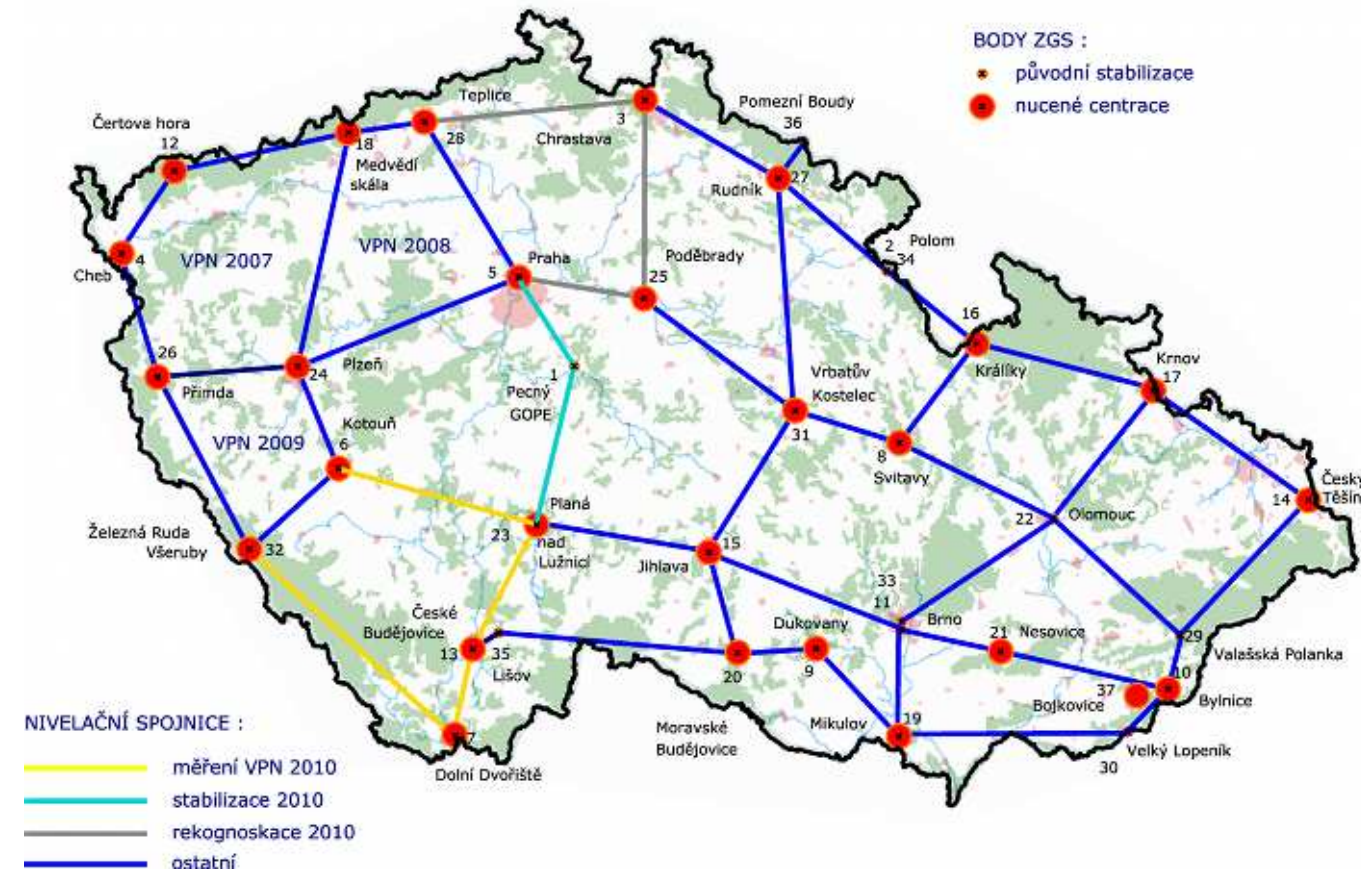 BODY ZGS :
původní stabilizace
nucené centrace
Teplice
Čertova hora
12
18
28
Medvědí
skála
3
Chrastava
Pomezní Boudy
36
Rudník
27
VPN 2007
VPN 2008
4
Cheb
5
Praha
Poděbrady
25
2
Polom
34
16
Králíky
Krnov
17
26
Přimda
24
Plzeň
1
Pecný
GOPE
Vrbatův
Kostelec
31
Kotouň
6
VPN 2009
8
Svitavy
Český
Těšín
14
22
Olomouc
Železná Ruda
Všeruby
32
23
Planá
nad
Lužnicí
15
Jihlava
33
11
Brno
České
Budějovice
13
35
Lišov
Dukovany
9
20
21
Nesovice
29
Valašská Polanka
10
37
Bojkovice
Bylnice
Moravské
Budějovice
Mikulov
19
Velký Lopeník
30
7
Dolní Dvořiště
NIVELAČNÍ SPOJNICE :
měření VPN 2010
stabilizace 2010
rekognoskace 2010
ostatní